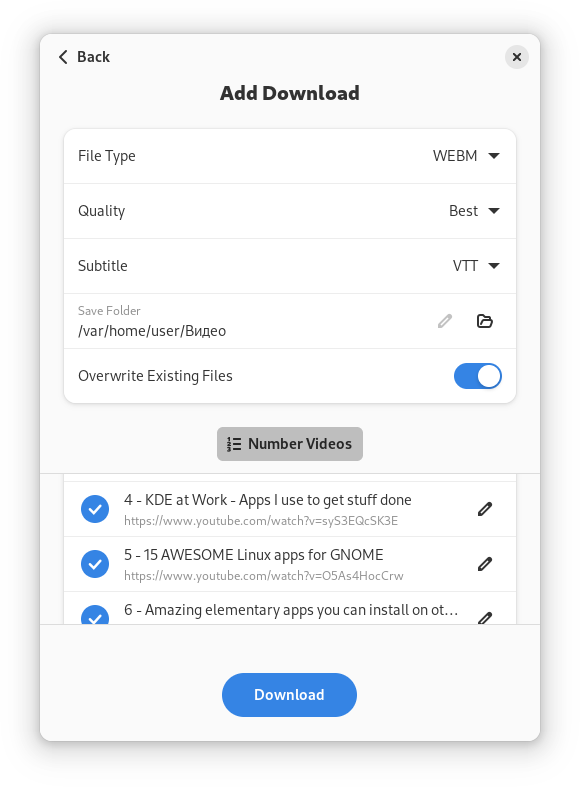 Back
Add Download
File Type
WEBM
Quality
Best
Subtitle
VTT
Save Folder
/var/home/user/Видео
Overwrite Existing Files
Number Videos
4 - KDE at Work - Apps I use to get stuff done
https://www.youtube.com/watch?v=syS3EQcSK3E
5 - 15 AWESOME Linux apps for GNOME
https://www.youtube.com/watch?v=O5As4HocCrw
6 - Amazing elementary apps you can install on ot…
Download